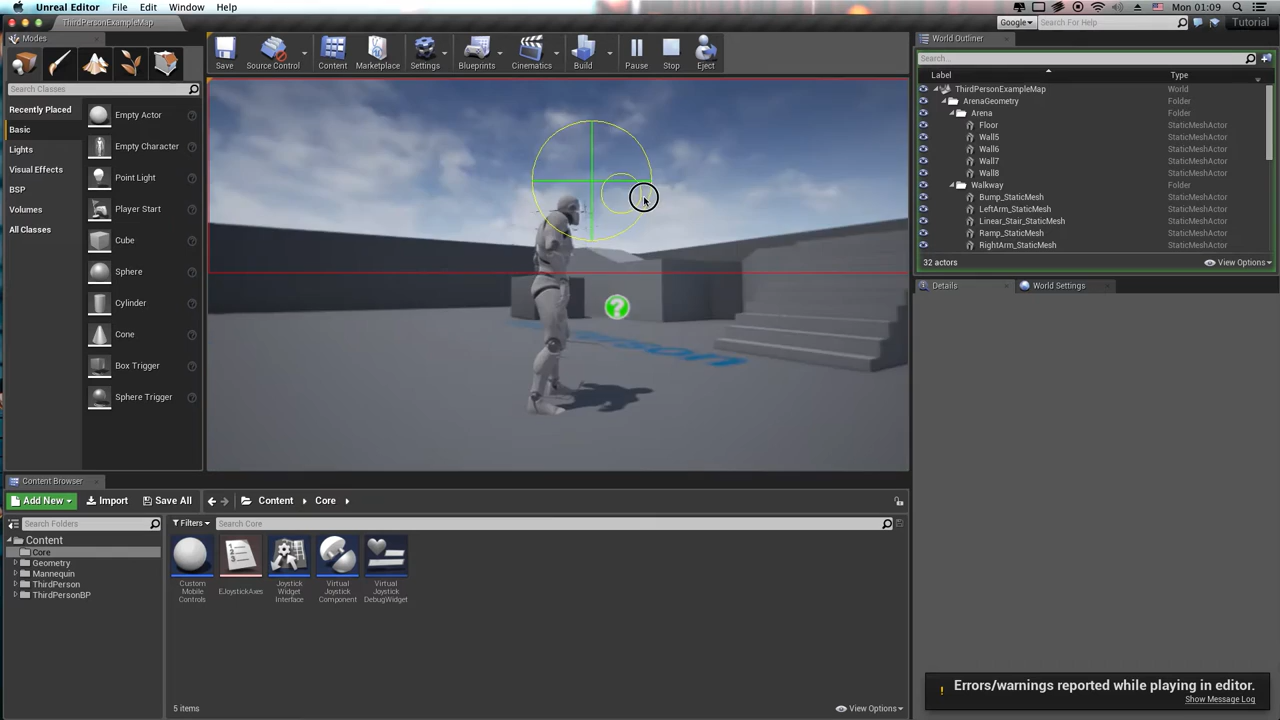 Unreal Editor File Edit Window Help
Mon 01:09
ThirdPersonExampleMap
Google
Search For Help
Tutorial
Modes
Search Classes
Recently Placed
Basic
Lights
Visual Effects
BSP
Volumes
All Classes
Empty Actor
Empty Character
Point Light
Player Start
Cube
Sphere
Cylinder
Cone
Box Trigger
Sphere Trigger
Save
Source Control
Content
Marketplace
Settings
Blueprints
Cinematics
Build
Pause
Stop
Eject
?
World Outliner
Search...
Label Type
ThirdPersonExampleMap World
ArenaGeometry Folder
Arena Folder
Floor StaticMeshActor
Wall5 StaticMeshActor
Wall6 StaticMeshActor
Wall7 StaticMeshActor
Wall8 StaticMeshActor
Walkway Folder
Bump_StaticMesh StaticMeshActor
LeftArm_StaticMesh StaticMeshActor
Linear_Stair_StaticMesh StaticMeshActor
Ramp_StaticMesh StaticMeshActor
RightArm_StaticMesh StaticMeshActor
32 actors
View Options
Details
World Settings
Content Browser
Add New
Import
Save All
Content
Core
Search Folders
Filters
Search Core
Content
Core
Geometry
Mannequin
ThirdPerson
ThirdPersonBP
Custom
Mobile
Controls
EJoystickAxes
Joystick
Widget
Interface
Virtual
Joystick
Component
Virtual
Joystick
DebugWidget
5 items
View Options
Errors/warnings reported while playing in editor.
Show Message Log